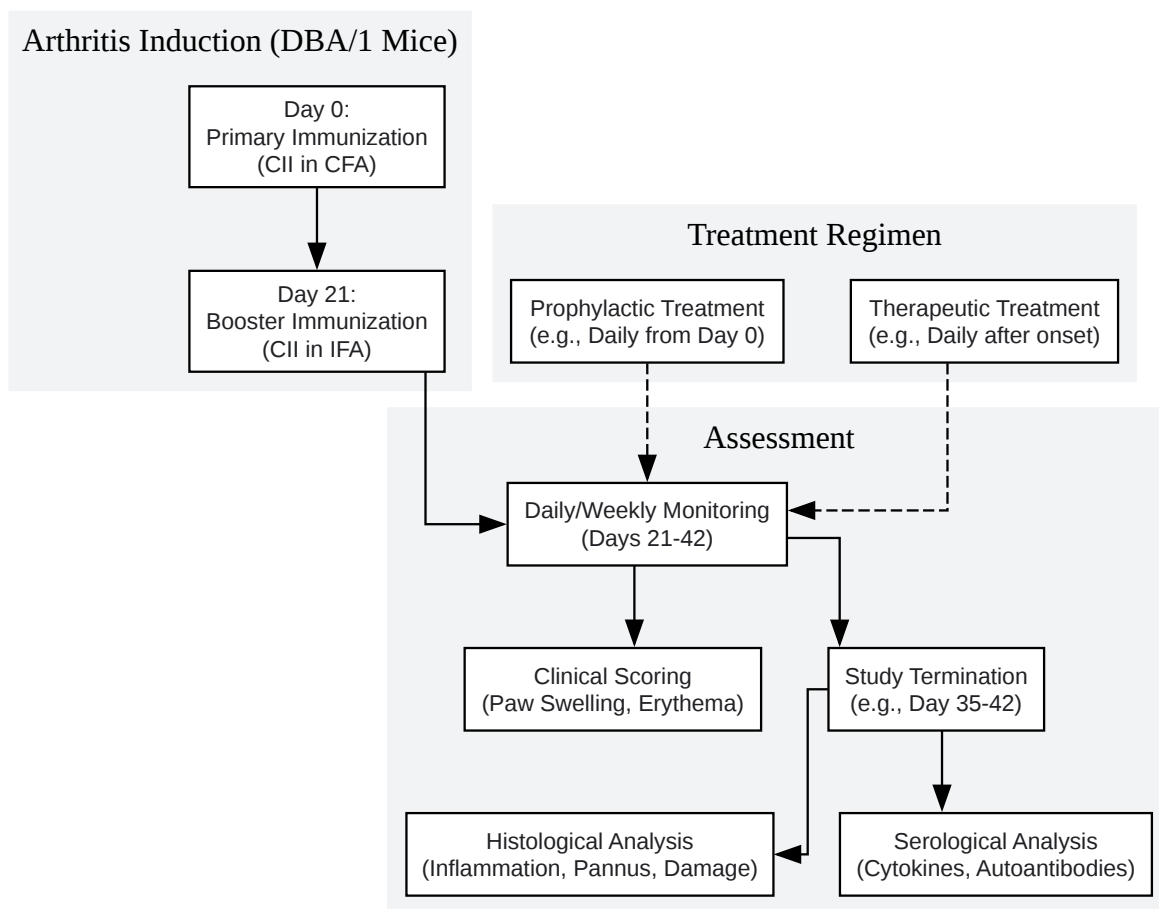 Arthritis Induction (DBA/1 Mice)
Day 0:
Primary Immunization
(CII in CFA)
Day 21:
Booster Immunization
(CII in IFA)
Treatment Regimen
Prophylactic Treatment
(e.g., Daily from Day 0)
Therapeutic Treatment
(e.g., Daily after onset)
Assessment
Daily/Weekly Monitoring
(Days 21-42)
Clinical Scoring
(Paw Swelling, Erythema)
Study Termination
(e.g., Day 35-42)
Histological Analysis
(Inflammation, Pannus, Damage)
Serological Analysis
(Cytokines, Autoantibodies)